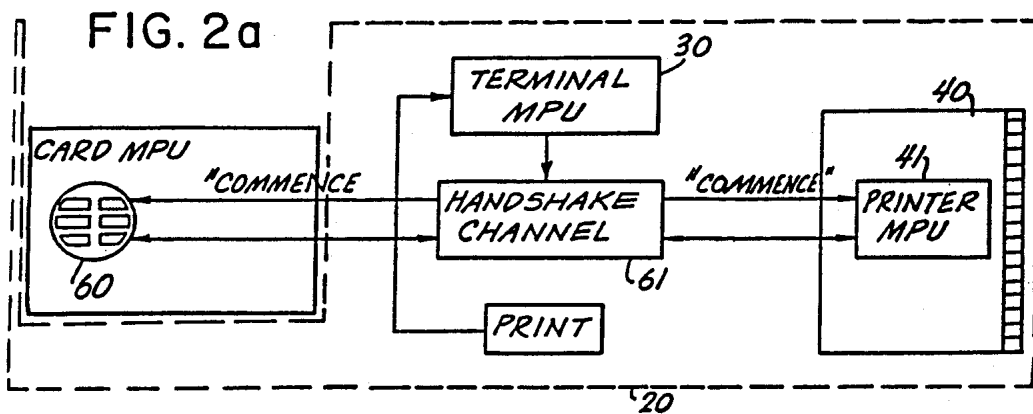 FIG. 2a
30
TERMINAL
MPU
40
CARD MPU
41
"COMMENCE
"COMMENCE"
HANDSHAKE
CHANNEL
PRINTER
MPU
60
61
PRINT
20